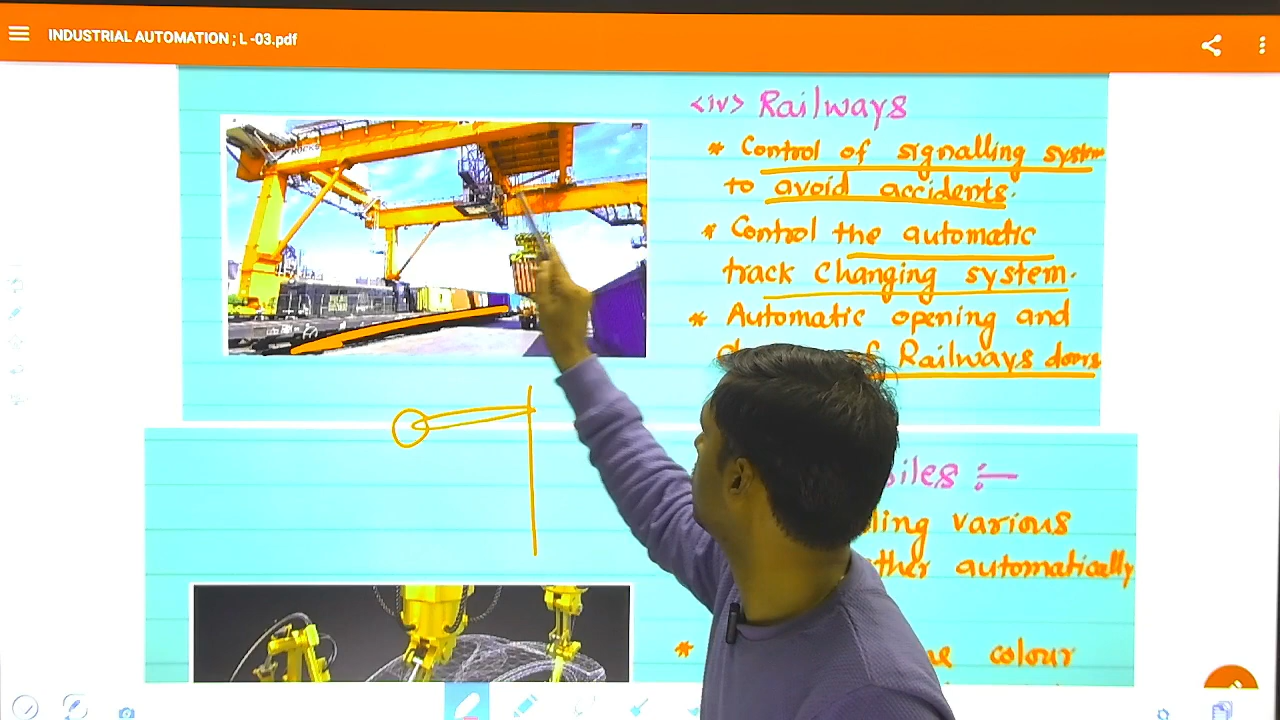 INDUSTRIAL AUTOMATION ; L -03.pdf
<iv> Railways
* Control of signalling system
to avoid accidents.
* Control the automatic
track changing system.
* Automatic opening and
of Railways doors
:-
various
automatically
*
colour